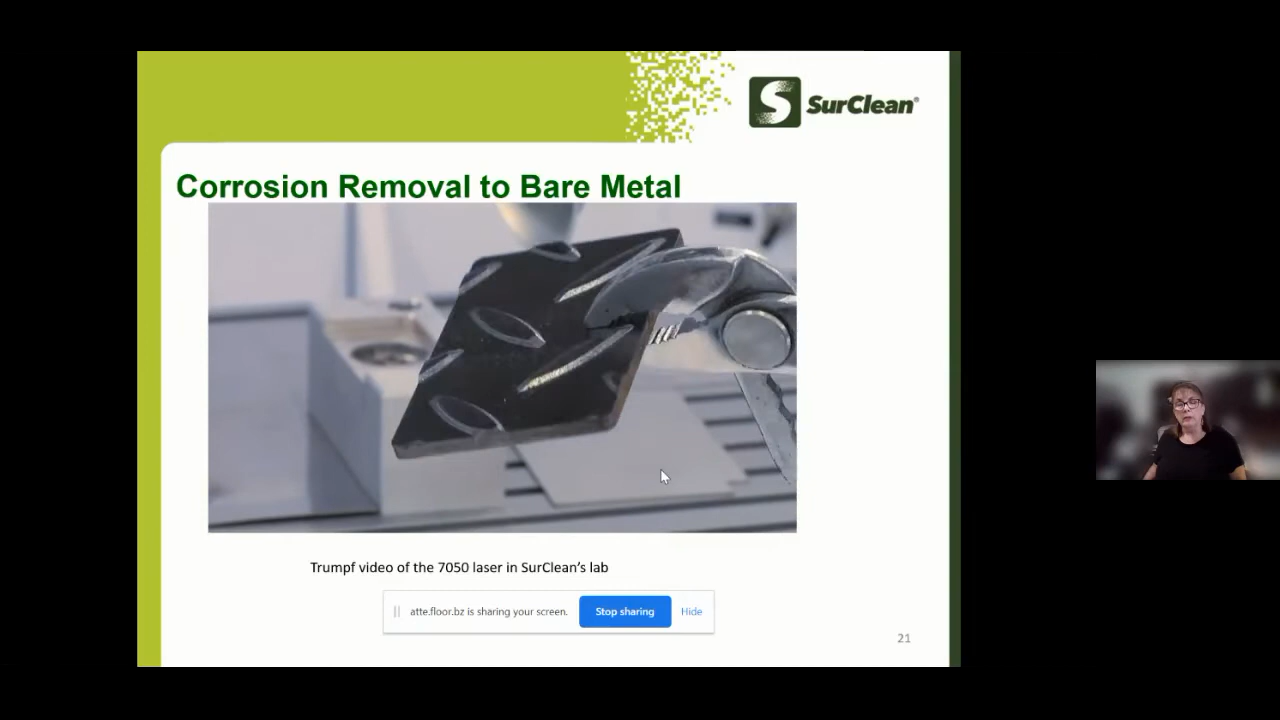 SurClean®
Corrosion Removal to Bare Metal
Trumpf video of the 7050 laser in SurClean’s lab
atte.floor.bz is sharing your screen. Stop sharing Hide
21